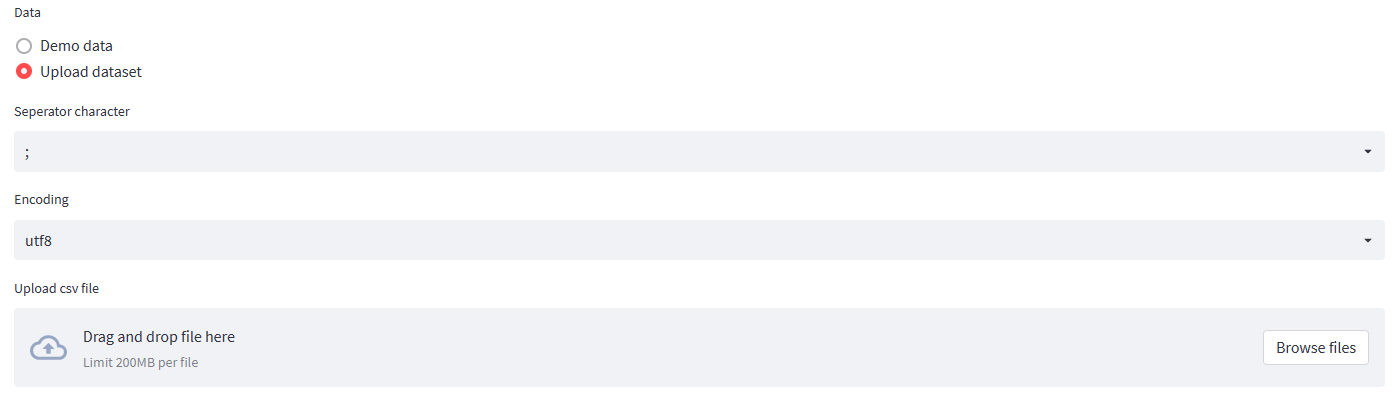 Data
Demo data
Upload dataset
Seperator character
;
Encoding
utf8
Upload csv file
Drag and drop file here
Limit 200MB per file
Browse files